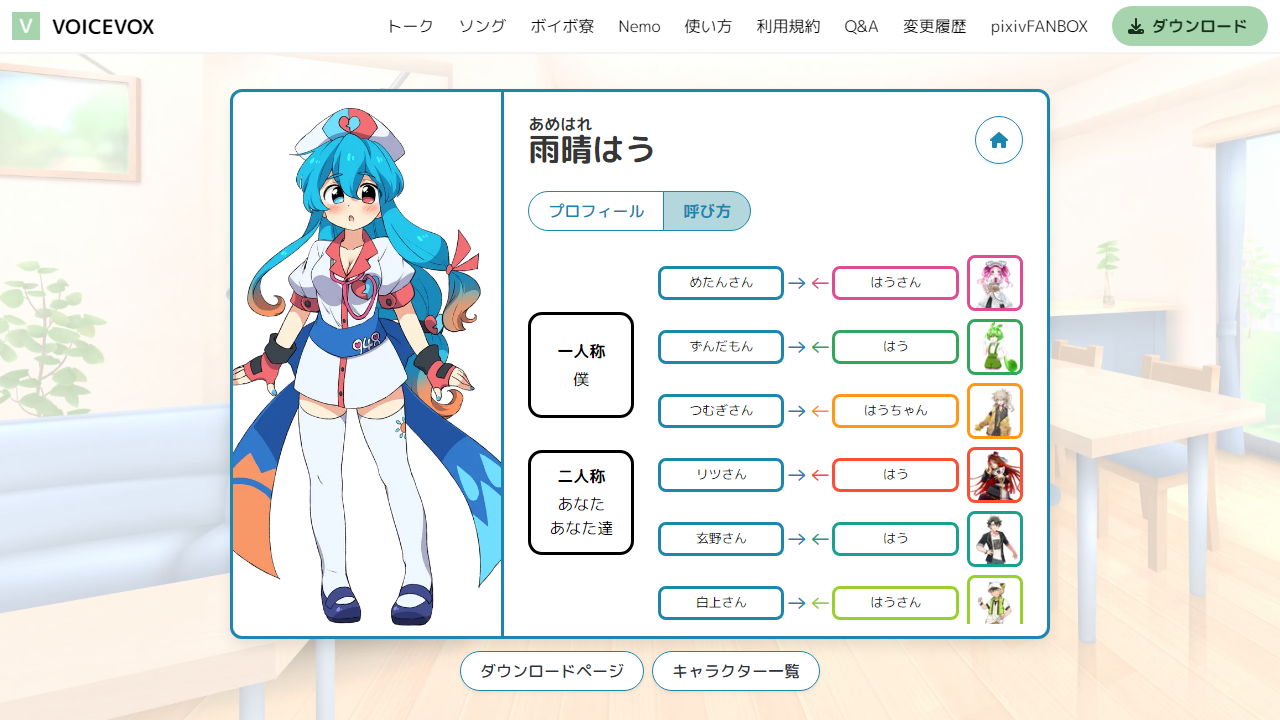 V VOICEVOX トーク ソング ボイボ寮 Nemo 使い方 利用規約 Q&A 変更履歴 pixivFANBOX ダウンロード
あめはれ
雨晴はう
プロフィール 呼び方
一人称
僕
二人称
あなた
あなた達
めたんさん → ← はうさん
ずんだもん → ← はう
つむぎさん → ← はうちゃん
リツさん → ← はう
玄野さん → ← はう
白上さん → ← はうさん
ダウンロードページ キャラクター一覧